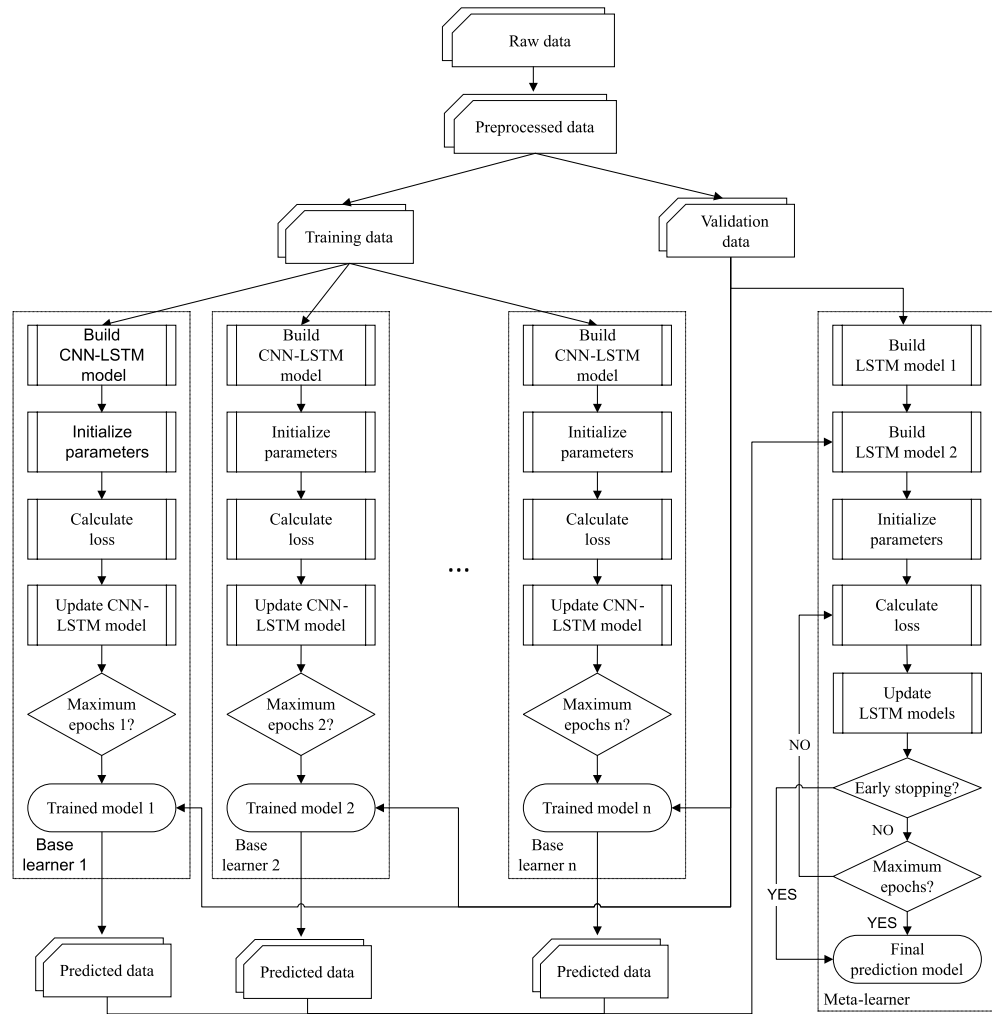 Raw data
Preprocessed data
Training data
Validation
data
Build
CNN-LSTM
model
Initialize
parameters
Calculate
loss
Update CNN-
LSTM model
Maximum
epochs 1?
Trained model 1
Base
learner 1
Predicted data
Build
CNN-LSTM
model
Initialize
parameters
Calculate
loss
Update CNN-
LSTM model
Maximum
epochs 2?
Trained model 2
Base
learner 2
Predicted data
...
Build
CNN-LSTM
model
Initialize
parameters
Calculate
loss
Update CNN-
LSTM model
Maximum
epochs n?
Trained model n
Base
learner n
Predicted data
Build
LSTM model 1
Build
LSTM model 2
Initialize
parameters
Calculate
loss
Update
LSTM models
NO
Early stopping?
NO
Maximum
epochs?
YES
YES
Final
prediction model
Meta-learner